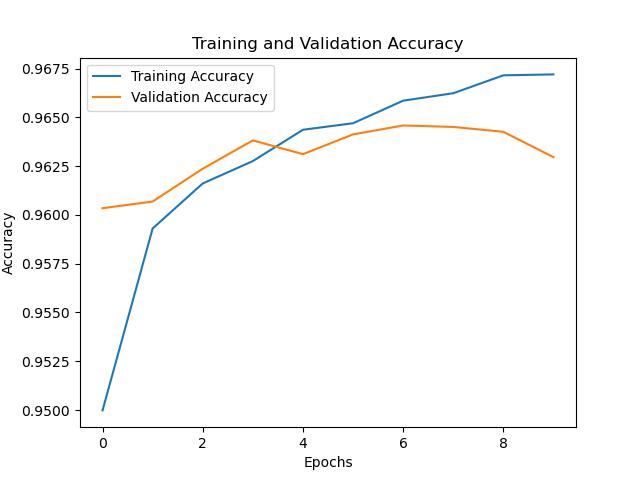 Training and Validation Accuracy
Training Accuracy
Validation Accuracy
0.9675
0.9650
0.9625
0.9600
0.9575
0.9550
0.9525
0.9500
Accuracy
0 2 4 6 8
Epochs